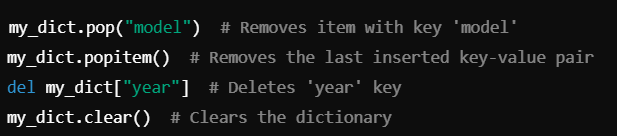 my_dict.pop("model")  # Removes item with key 'model'
my_dict.popitem()  # Removes the last inserted key-value pair
del my_dict["year"]  # Deletes 'year' key
my_dict.clear()  # Clears the dictionary